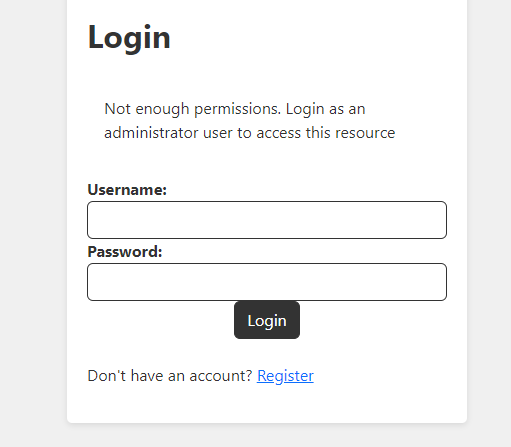 Login
Not enough permissions. Login as an
administrator user to access this resource
Username:
Password:
Login
Don't have an account? Register